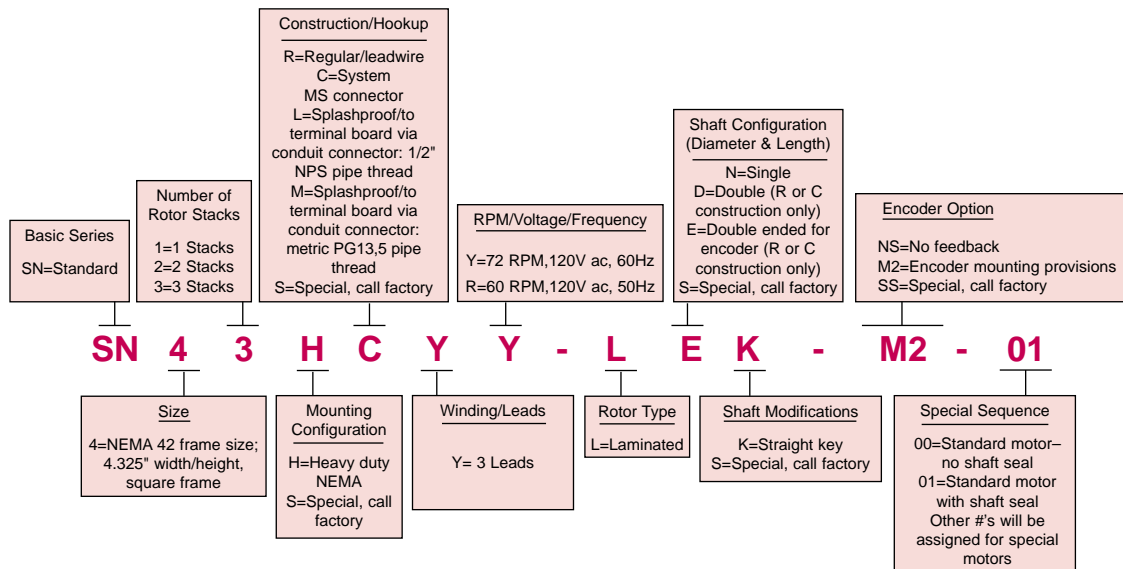 Construction/Hookup
R=Regular/leadwire
C=System
MS connector
L=Splashproof/to
terminal board via
conduit connector: 1/2"
NPS pipe thread
M=Splashproof/to
terminal board via
conduit connector:
metric PG13,5 pipe
thread
S=Special, call factory
Shaft Configuration
(Diameter & Length)
N=Single
D=Double (R or C
construction only)
E=Double ended for
encoder (R or C
construction only)
S=Special, call factory
Number of
Rotor Stacks
1=1 Stacks
2=2 Stacks
3=3 Stacks
Encoder Option
NS=No feedback
M2=Encoder mounting provisions
SS=Special, call factory
RPM/Voltage/Frequency
Y=72 RPM,120V ac, 60Hz
R=60 RPM,120V ac, 50Hz
Basic Series
SN=Standard
SN 4 3 H C Y Y - L E K - M2 - 01
Size
4=NEMA 42 frame size;
4.325" width/height,
square frame
Mounting
Configuration
H=Heavy duty
NEMA
S=Special, call
factory
Winding/Leads
Y= 3 Leads
Rotor Type
L=Laminated
Shaft Modifications
K=Straight key
S=Special, call factory
Special Sequence
00=Standard motor–
no shaft seal
01=Standard motor
with shaft seal
Other #'s will be
assigned for special
motors